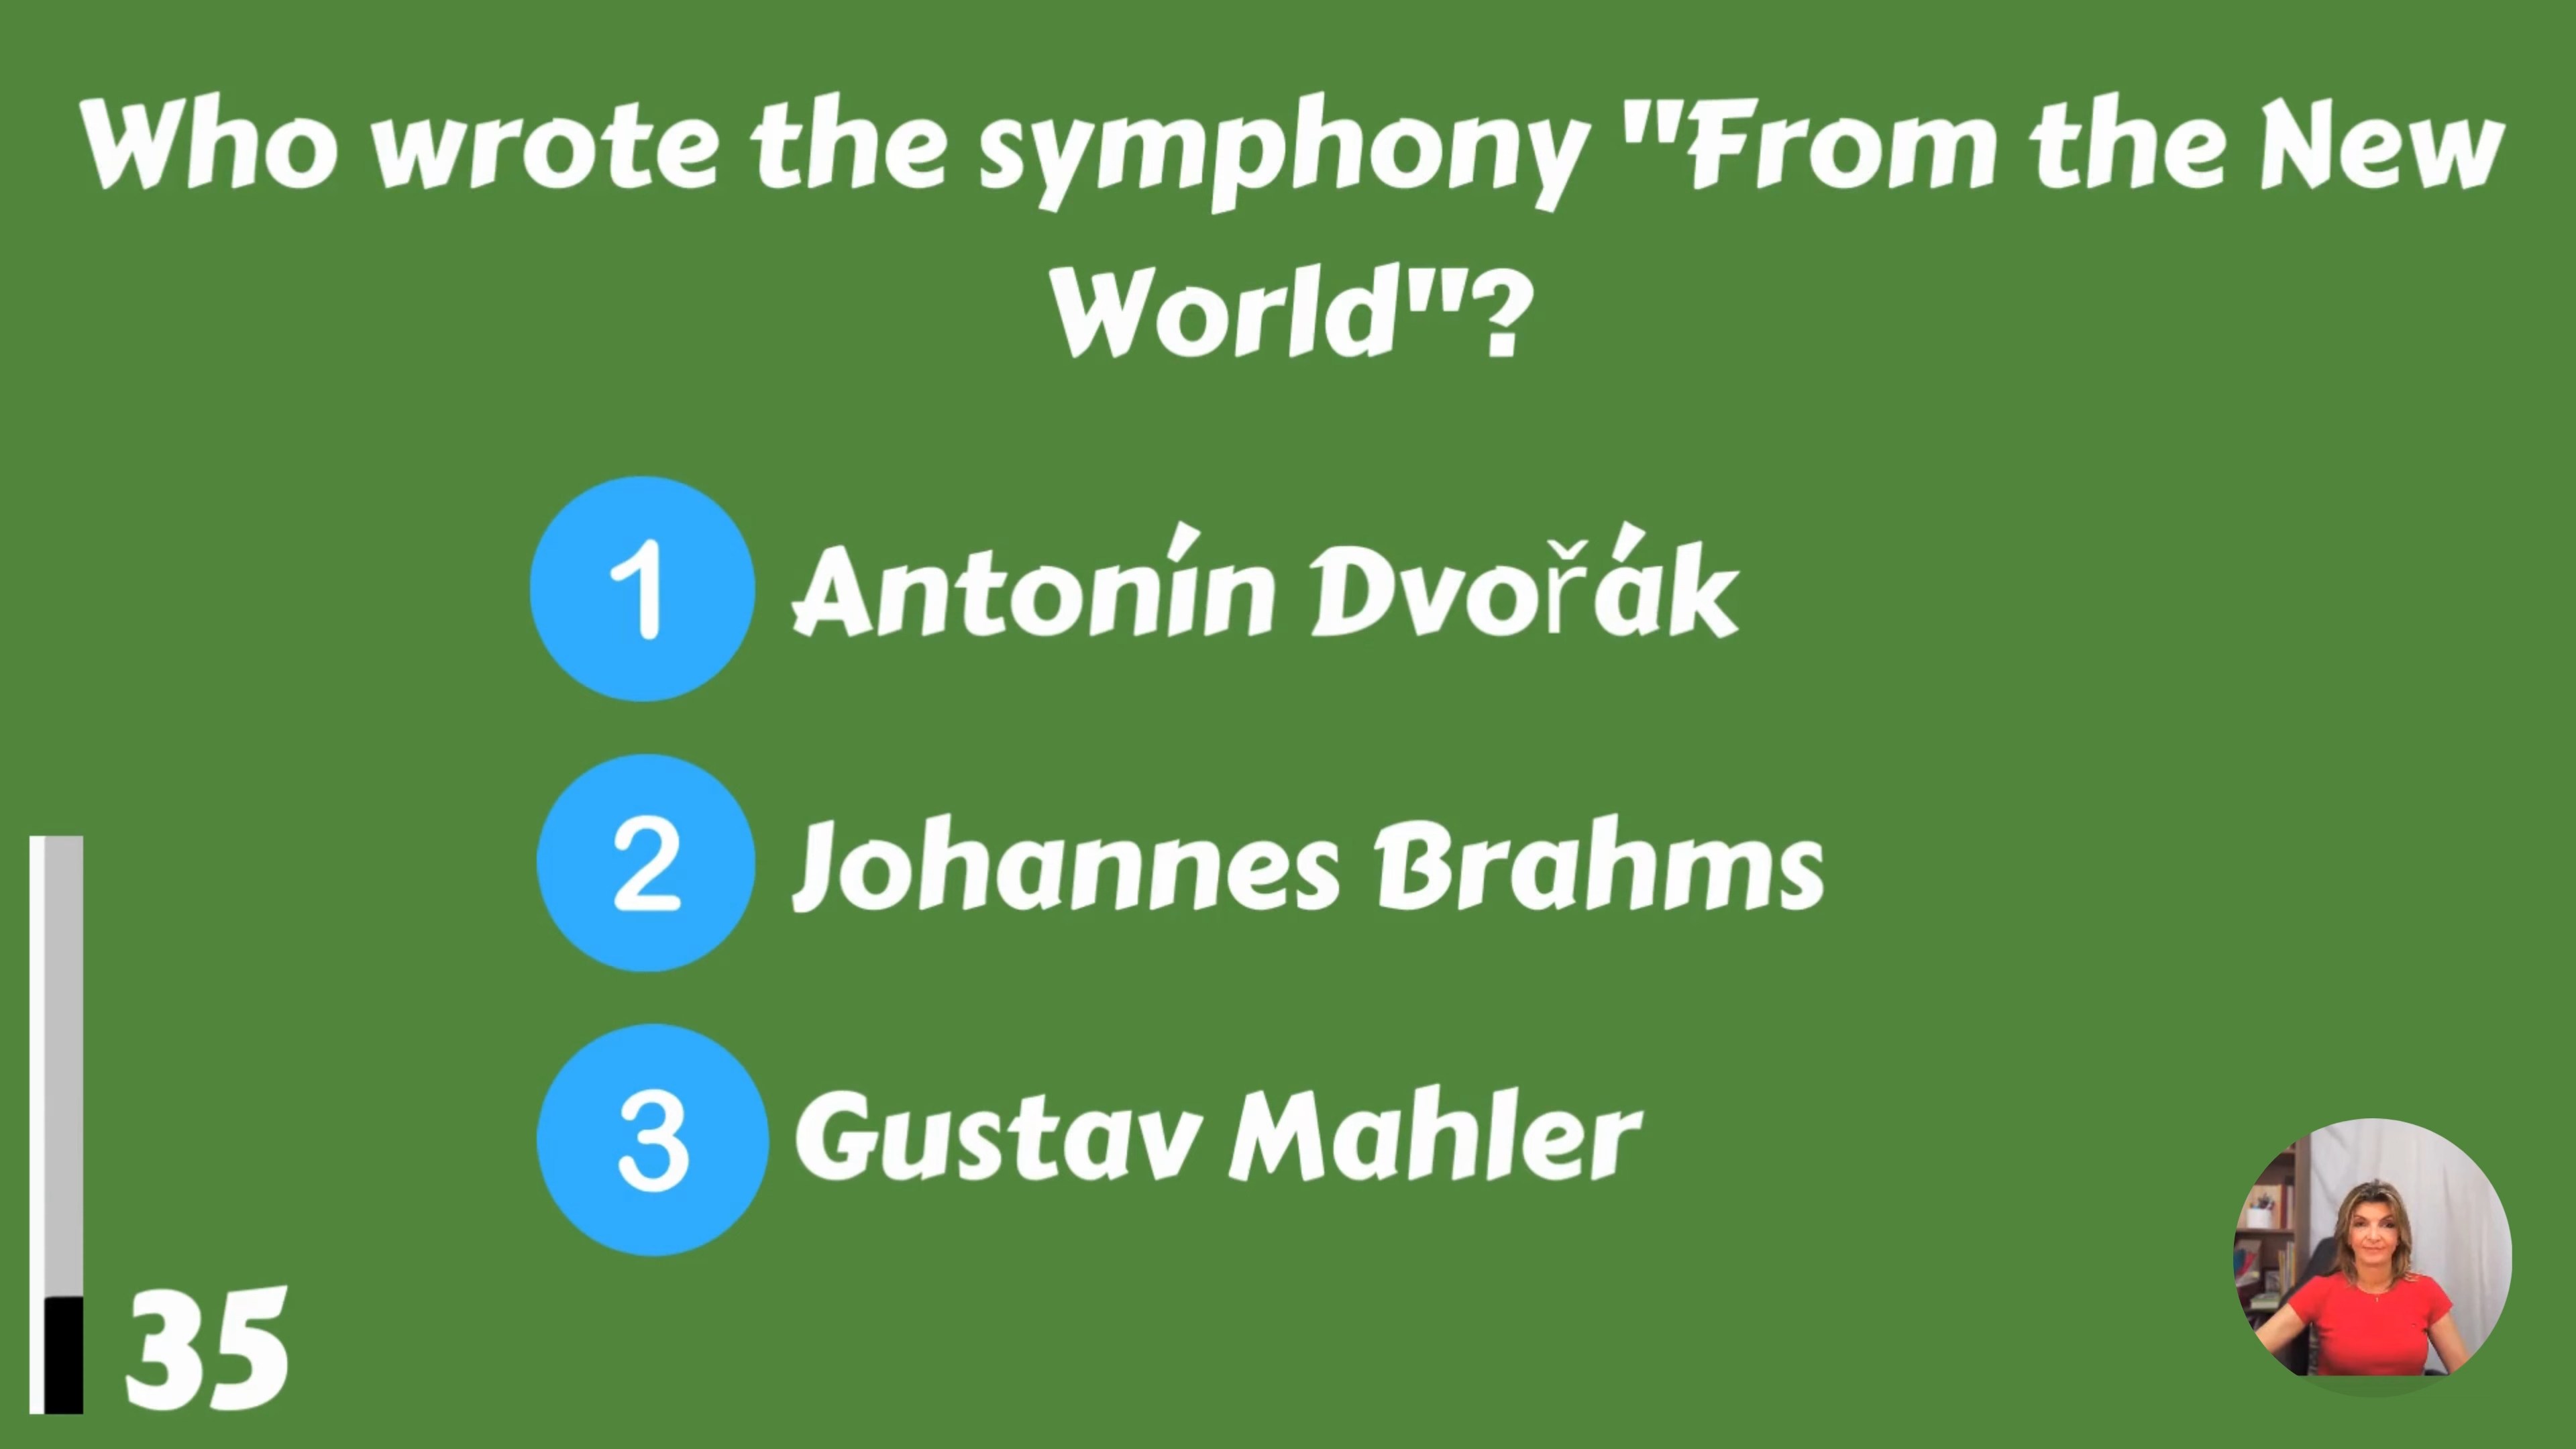 Who wrote the symphony "From the New
World"?
1 Antonín Dvořák
2 Johannes Brahms
3 Gustav Mahler
35